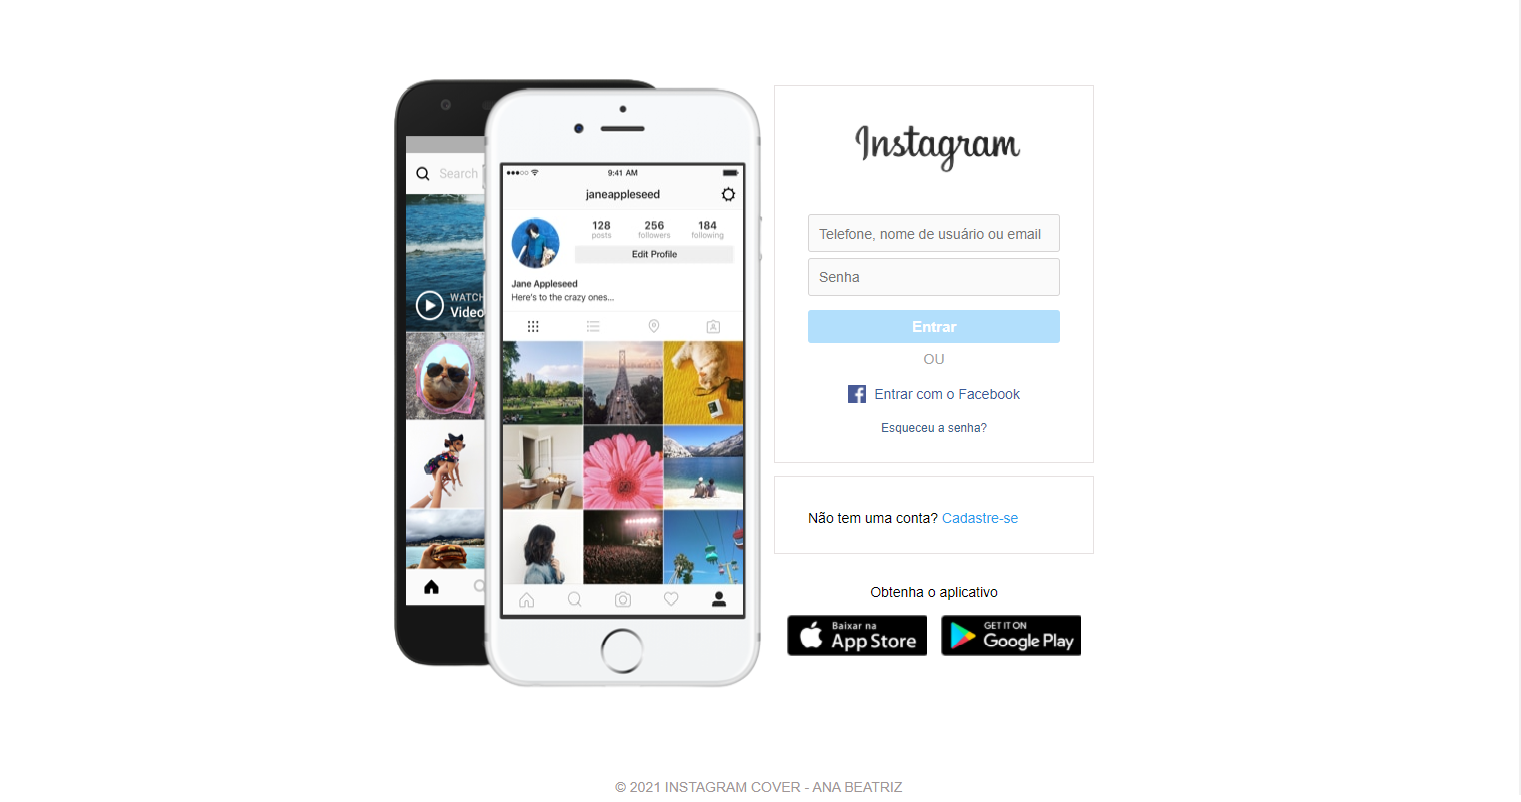 Search
WATCH
Video
9:41 AM
janeappleseed
128 256 184
posts followers following
Edit Profile
Jane Appleseed
Here's to the crazy ones...
Instagram
Telefone, nome de usuário ou email
Senha
Entrar
OU
Entrar com o Facebook
Esqueceu a senha?
Não tem uma conta? Cadastre-se
Obtenha o aplicativo
Baixar na
App Store
GET IT ON
Google Play
© 2021 INSTAGRAM COVER - ANA BEATRIZ